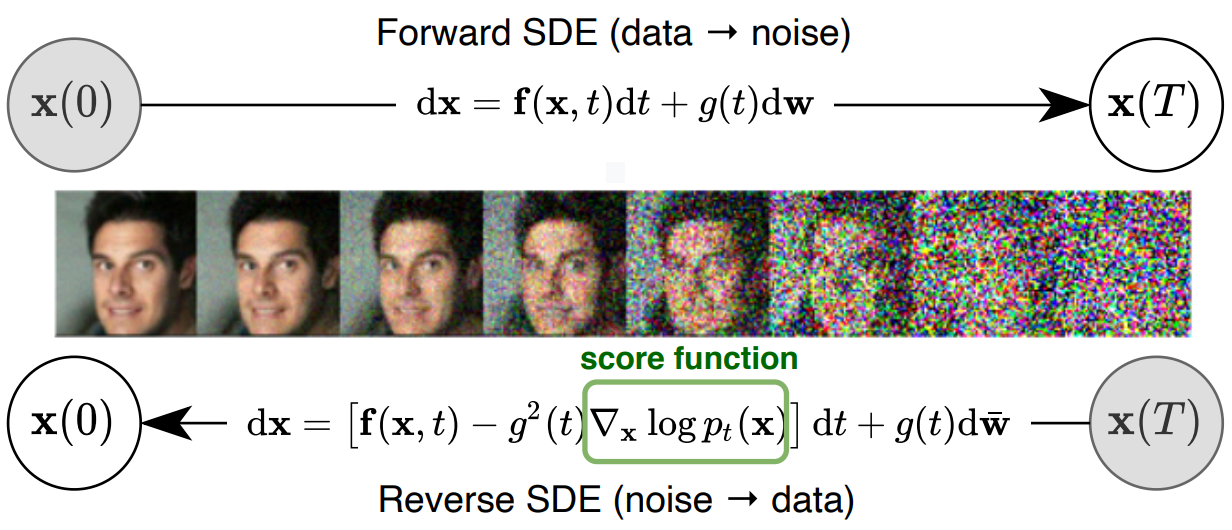 Forward SDE (data → noise)
x(0) dx = f(x, t)dt + g(t)dw x(T)
score function
x(0) dx = [f(x, t) − g²(t)∇ₓ log pₜ(x)] dt + g(t)dw̄ x(T)
Reverse SDE (noise → data)